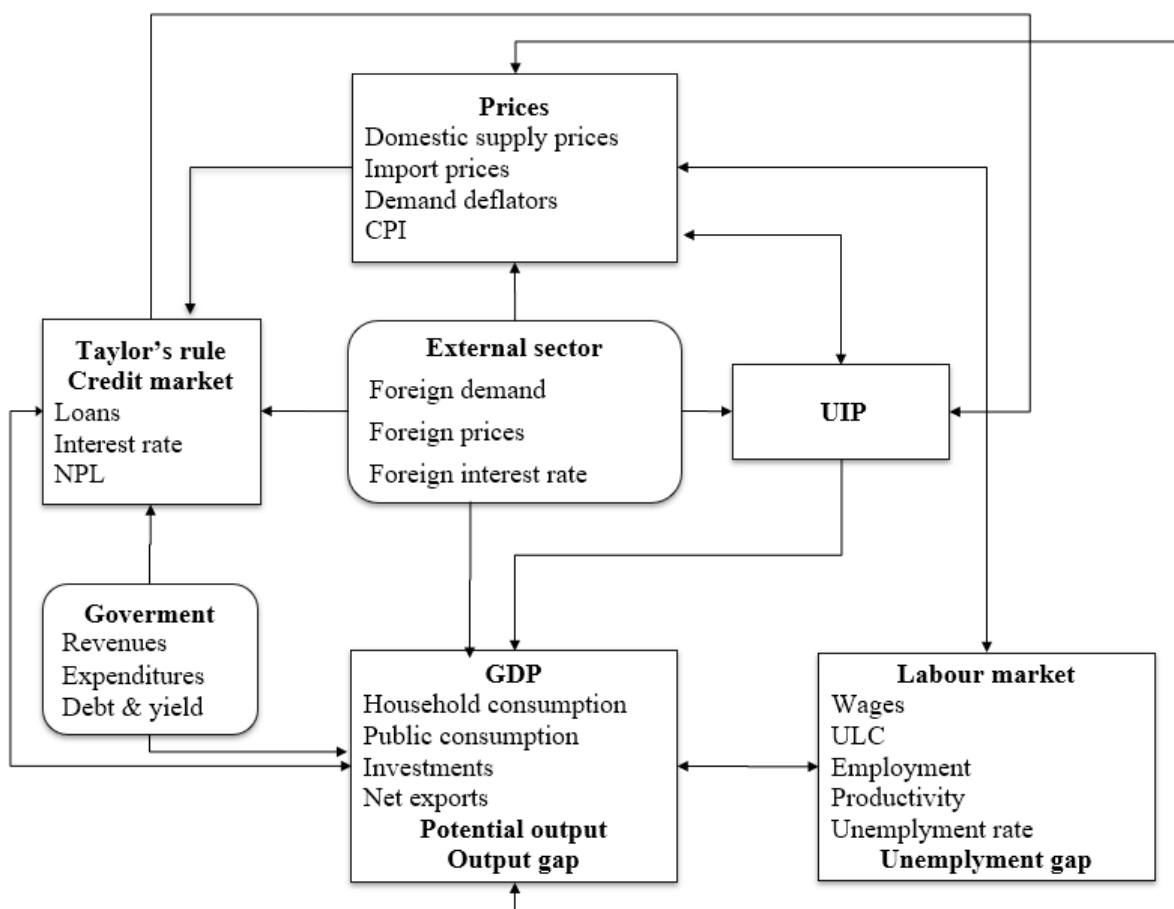 Prices
Domestic supply prices
Import prices
Demand deflators
CPI
Taylor’s rule
Credit market
Loans
Interest rate
NPL
External sector
Foreign demand
Foreign prices
Foreign interest rate
UIP
Goverment
Revenues
Expenditures
Debt & yield
GDP
Household consumption
Public consumption
Investments
Net exports
Potential output
Output gap
Labour market
Wages
ULC
Employment
Productivity
Unemplyment rate
Unemplyment gap